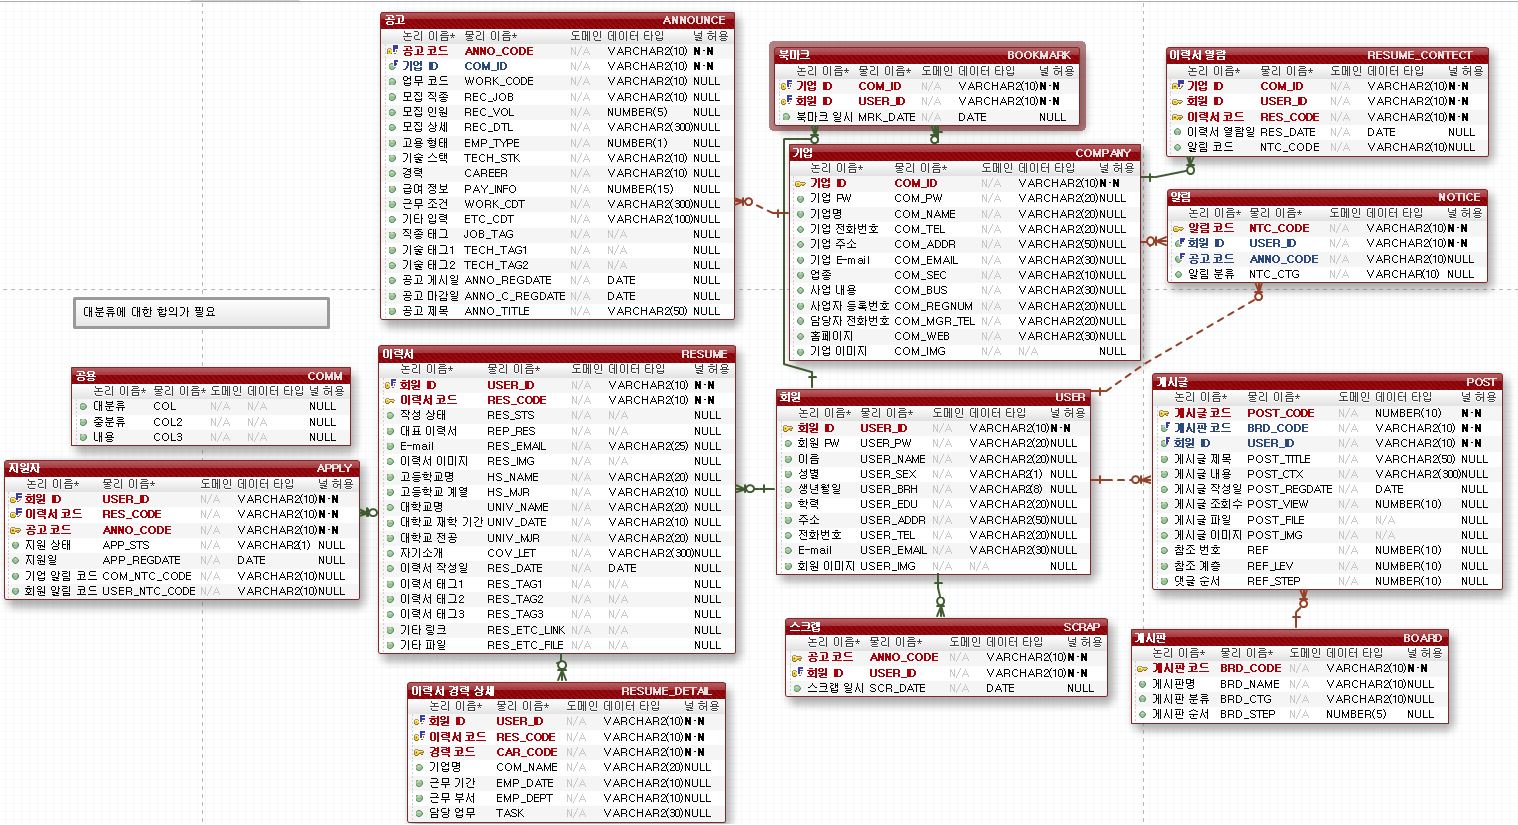 공고 ANNOUNCE
논리 이름* 물리 이름* 도메인 데이터 타입 널 허용
공고 코드 ANNO_CODE N/A VARCHAR2(10) N-N
기업 ID COM_ID N/A VARCHAR2(10) N-N
업무 코드 WORK_CODE N/A VARCHAR2(10) NULL
모집 직종 REC_JOB N/A VARCHAR2(10) NULL
모집 인원 REC_VOL N/A NUMBER(5) NULL
모집 상세 REC_DTL N/A VARCHAR2(300)NULL
고용 형태 EMP_TYPE N/A NUMBER(1) NULL
기술 스택 TECH_STK N/A VARCHAR2(10) NULL
경력 CAREER N/A VARCHAR2(10) NULL
급여 정보 PAY_INFO N/A NUMBER(15) NULL
근무 조건 WORK_CDT N/A VARCHAR2(300)NULL
기타 입력 ETC_CDT N/A VARCHAR2(100)NULL
직종 태그 JOB_TAG N/A N/A NULL
기술 태그1 TECH_TAG1 N/A N/A NULL
기술 태그2 TECH_TAG2 N/A N/A NULL
공고 게시일 ANNO_REGDATE N/A DATE NULL
공고 마감일 ANNO_C_REGDATE N/A DATE NULL
공고 제목 ANNO_TITLE N/A VARCHAR2(50) NULL
북마크 BOOKMARK
논리 이름* 물리 이름* 도메인 데이터 타입 널 허용
기업 ID COM_ID N/A VARCHAR2(10)N-N
회원 ID USER_ID N/A VARCHAR2(10)N-N
북마크 일시 MRK_DATE N/A DATE NULL
이력서 열람 RESUME_CONTECT
논리 이름* 물리 이름* 도메인 데이터 타입 널 허용
기업 ID COM_ID N/A VARCHAR2(10)N-N
회원 ID USER_ID N/A VARCHAR2(10)N-N
이력서 코드 RES_CODE N/A VARCHAR2(10)N-N
이력서 열람일 RES_DATE N/A DATE NULL
알림 코드 NTC_CODE N/A VARCHAR2(10)NULL
기업 COMPANY
논리 이름* 물리 이름* 도메인 데이터 타입 널 허용
기업 ID COM_ID N/A VARCHAR2(10)N-N
기업 PW COM_PW N/A VARCHAR2(20)NULL
기업명 COM_NAME N/A VARCHAR2(20)NULL
기업 전화번호 COM_TEL N/A VARCHAR2(20)NULL
기업 주소 COM_ADDR N/A VARCHAR2(50)NULL
기업 E-mail COM_EMAIL N/A VARCHAR2(30)NULL
업종 COM_SEC N/A VARCHAR2(10)NULL
사업 내용 COM_BUS N/A VARCHAR2(30)NULL
사업자 등록번호 COM_REGNUM N/A VARCHAR2(20)NULL
담당자 전화번호 COM_MGR_TEL N/A VARCHAR2(20)NULL
홈페이지 COM_WEB N/A VARCHAR2(30)NULL
기업 이미지 COM_IMG N/A N/A NULL
알림 NOTICE
논리 이름* 물리 이름* 도메인 데이터 타입 널 허용
알림 코드 NTC_CODE N/A VARCHAR2(10)N-N
회원 ID USER_ID N/A VARCHAR2(10)N-N
공고 코드 ANNO_CODE N/A VARCHAR2(10)NULL
알림 분류 NTC_CTG N/A VARCHAR(10) NULL
대분류에 대한 합의가 필요
공용 COMM
논리 이름* 물리 이름* 도메인 데이터 타입 널 허용
대분류 COL N/A N/A NULL
중분류 COL2 N/A N/A NULL
내용 COL3 N/A N/A NULL
지원자 APPLY
논리 이름* 물리 이름* 도메인 데이터 타입 널 허용
회원 ID USER_ID N/A VARCHAR2(10)N-N
이력서 코드 RES_CODE N/A VARCHAR2(10)N-N
공고 코드 ANNO_CODE N/A VARCHAR2(10)N-N
지원 상태 APP_STS N/A VARCHAR2(1) NULL
지원일 APP_REGDATE N/A DATE NULL
기업 알림 코드 COM_NTC_CODE N/A VARCHAR2(10)NULL
회원 알림 코드 USER_NTC_CODE N/A VARCHAR2(10)NULL
이력서 RESUME
논리 이름* 물리 이름* 도메인 데이터 타입 널 허용
회원 ID USER_ID N/A VARCHAR2(10) N-N
이력서 코드 RES_CODE N/A VARCHAR2(10) N-N
작성 상태 RES_STS N/A N/A NULL
대표 이력서 REP_RES N/A N/A NULL
E-mail RES_EMAIL N/A VARCHAR2(25) NULL
이력서 이미지 RES_IMG N/A N/A NULL
고등학교명 HS_NAME N/A VARCHAR2(20) NULL
고등학교 계열 HS_MJR N/A VARCHAR2(10) NULL
대학교명 UNIV_NAME N/A VARCHAR2(20) NULL
대학교 재학 기간 UNIV_DATE N/A VARCHAR2(10) NULL
대학교 전공 UNIV_MJR N/A VARCHAR2(20) NULL
자기소개 COV_LET N/A VARCHAR2(300)NULL
이력서 작성일 RES_DATE N/A DATE NULL
이력서 태그1 RES_TAG1 N/A N/A NULL
이력서 태그2 RES_TAG2 N/A N/A NULL
이력서 태그3 RES_TAG3 N/A N/A NULL
기타 링크 RES_ETC_LINK N/A N/A NULL
기타 파일 RES_ETC_FILE N/A N/A NULL
회원 USER
논리 이름* 물리 이름* 도메인 데이터 타입 널 허용
회원 ID USER_ID N/A VARCHAR2(10)N-N
회원 PW USER_PW N/A VARCHAR2(20)NULL
이름 USER_NAME N/A VARCHAR2(20)NULL
성별 USER_SEX N/A VARCHAR2(1) NULL
생년월일 USER_BRH N/A VARCHAR2(8) NULL
학력 USER_EDU N/A VARCHAR2(20)NULL
주소 USER_ADDR N/A VARCHAR2(50)NULL
전화번호 USER_TEL N/A VARCHAR2(20)NULL
E-mail USER_EMAIL N/A VARCHAR2(30)NULL
회원 이미지 USER_IMG N/A N/A NULL
게시글 POST
논리 이름* 물리 이름* 도메인 데이터 타입 널 허용
게시글 코드 POST_CODE N/A NUMBER(10) N-N
게시판 코드 BRD_CODE N/A VARCHAR2(10) N-N
회원 ID USER_ID N/A VARCHAR2(10) N-N
게시글 제목 POST_TITLE N/A VARCHAR2(50) NULL
게시글 내용 POST_CTX N/A VARCHAR2(300)NULL
게시글 작성일 POST_REGDATE N/A DATE NULL
게시글 조회수 POST_VIEW N/A NUMBER(10) NULL
게시글 파일 POST_FILE N/A N/A NULL
게시글 이미지 POST_IMG N/A N/A NULL
참조 번호 REF N/A NUMBER(10) NULL
참조 계층 REF_LEV N/A NUMBER(10) NULL
댓글 순서 REF_STEP N/A NUMBER(10) NULL
스크랩 SCRAP
논리 이름* 물리 이름* 도메인 데이터 타입 널 허용
공고 코드 ANNO_CODE N/A VARCHAR2(10)N-N
회원 ID USER_ID N/A VARCHAR2(10)N-N
스크랩 일시 SCR_DATE N/A DATE NULL
게시판 BOARD
논리 이름* 물리 이름* 도메인 데이터 타입 널 허용
게시판 코드 BRD_CODE N/A VARCHAR2(10)N-N
게시판명 BRD_NAME N/A VARCHAR2(20)NULL
게시판 분류 BRD_CTG N/A VARCHAR2(10)NULL
게시판 순서 BRD_STEP N/A NUMBER(5) NULL
이력서 경력 상세 RESUME_DETAIL
논리 이름* 물리 이름* 도메인 데이터 타입 널 허용
회원 ID USER_ID N/A VARCHAR2(10)N-N
이력서 코드 RES_CODE N/A VARCHAR2(10)N-N
경력 코드 CAR_CODE N/A VARCHAR2(10)N-N
기업명 COM_NAME N/A VARCHAR2(20)NULL
근무 기간 EMP_DATE N/A VARCHAR2(10)NULL
근무 부서 EMP_DEPT N/A VARCHAR2(10)NULL
담당 업무 TASK N/A VARCHAR2(30)NULL